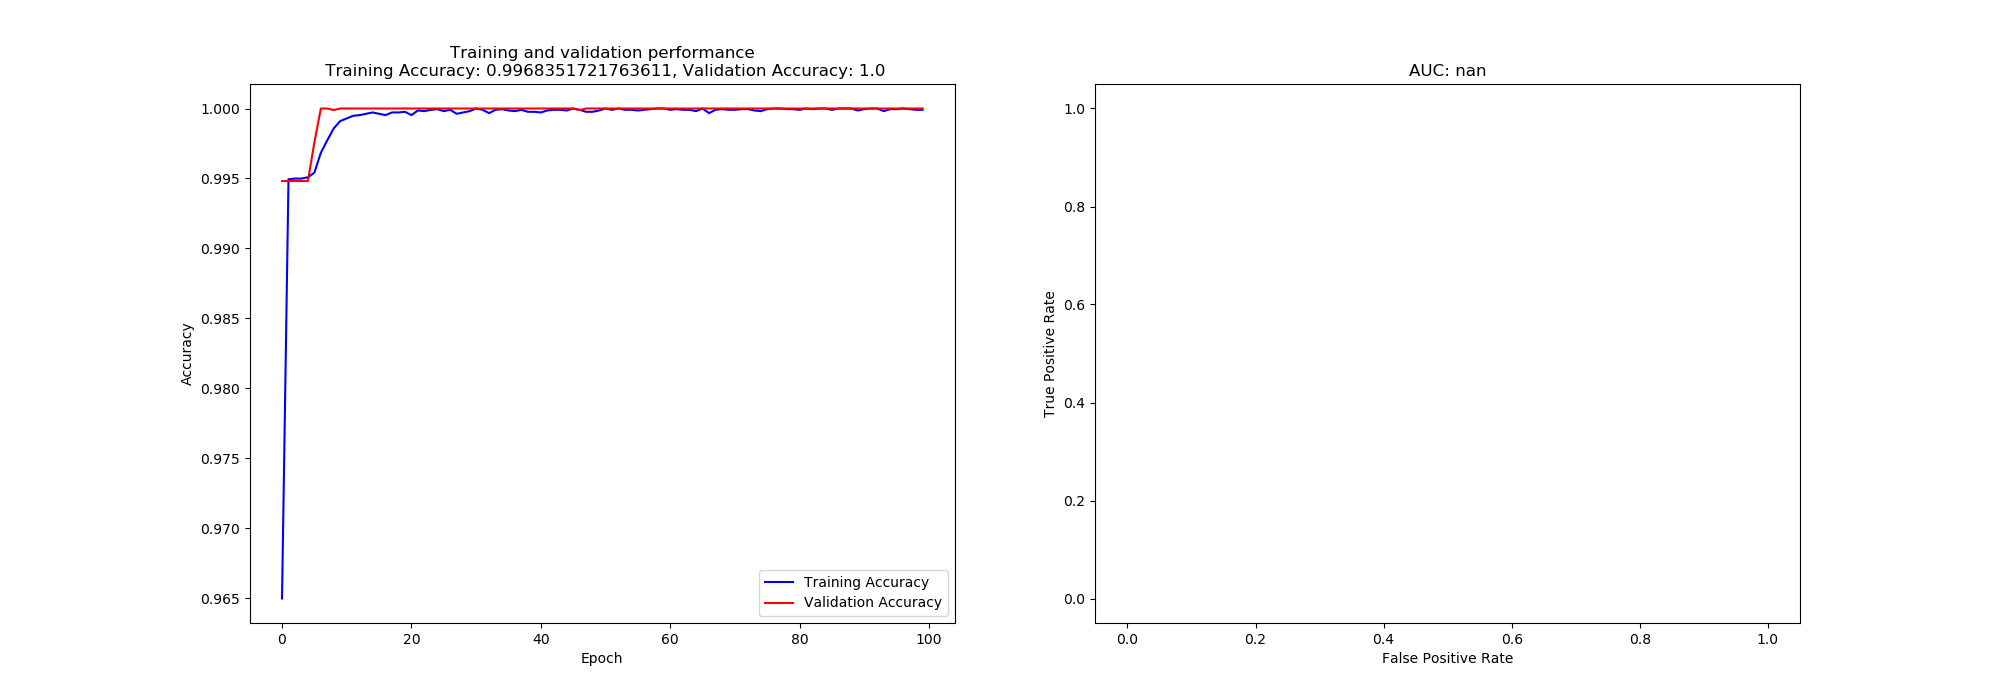 Training and validation performance
Training Accuracy: 0.9968351721763611, Validation Accuracy: 1.0
1.000
0.995
0.990
0.985
0.980
0.975
0.970
0.965
Accuracy
0
20
40
60
80
100
Epoch
Training Accuracy
Validation Accuracy
AUC: nan
1.0
0.8
0.6
0.4
0.2
0.0
True Positive Rate
0.0
0.2
0.4
0.6
0.8
1.0
False Positive Rate